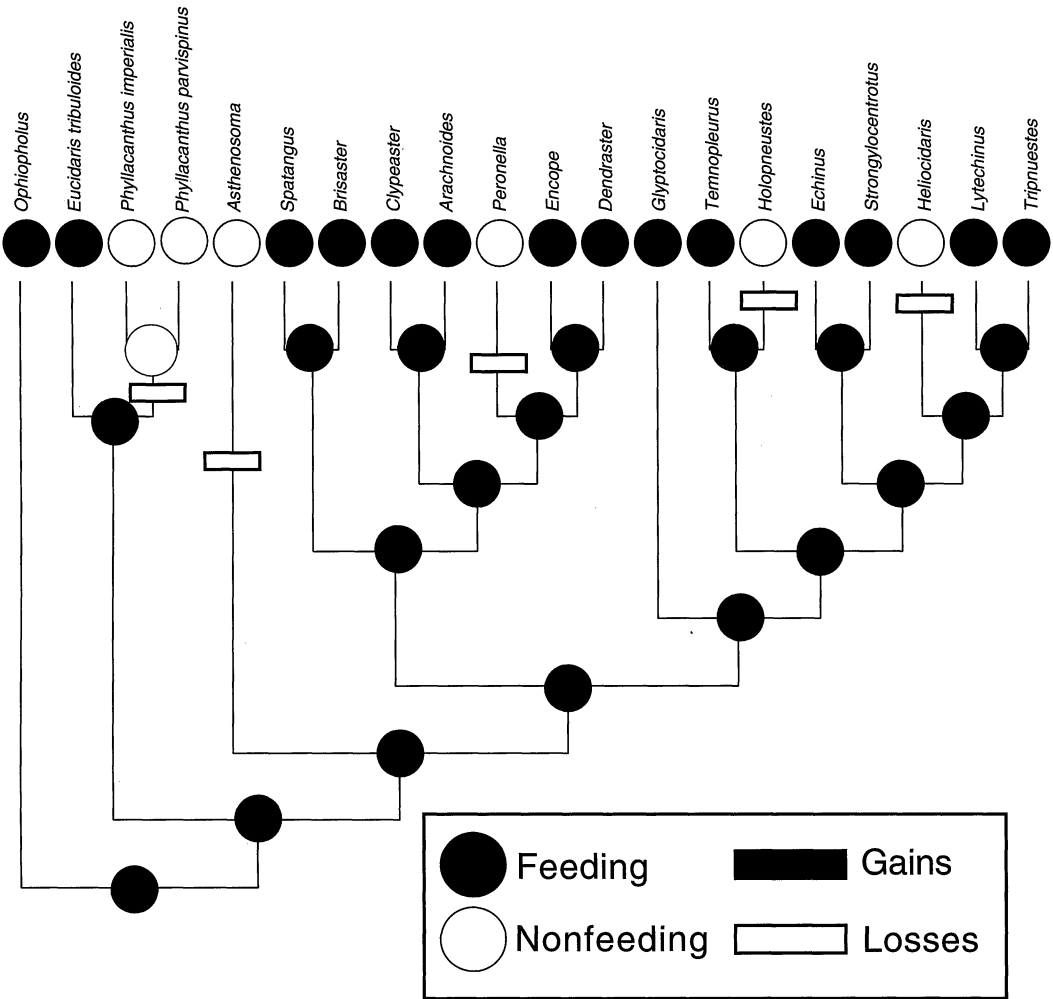 Ophiopholus
Eucidaris tribuloides
Phyllacanthus imperialis
Phyllacanthus parvispinus
Asthenosoma
Spatangus
Brisaster
Clypeaster
Arachnoides
Peronella
Encope
Dendraster
Glyptocidaris
Temnopleurus
Holopneustes
Echinus
Strongylocentrotus
Heliocidaris
Lytechinus
Tripnuestes
Feeding
Gains
Nonfeeding
Losses